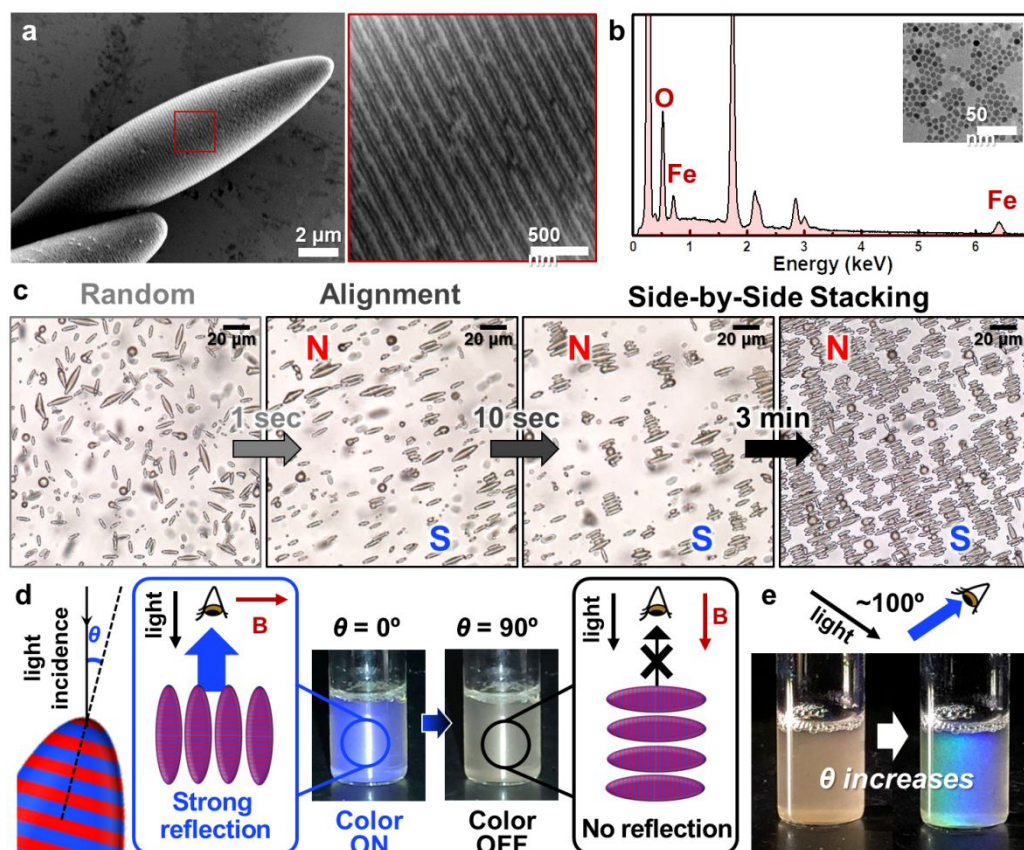 a
2 µm
500
nm
b
O
Fe
Fe
50
nm
0 1 2 3 4 5 6
Energy (keV)
c
Random
Alignment
Side-by-Side Stacking
20 µm
20 µm
20 µm
20 µm
N
N
N
1 sec
10 sec
3 min
S
S
S
d
light
incidence
θ
light
B
Strong
reflection
θ = 0º
θ = 90º
Color
ON
Color
OFF
light
B
No reflection
e
light
~100º
θ increases